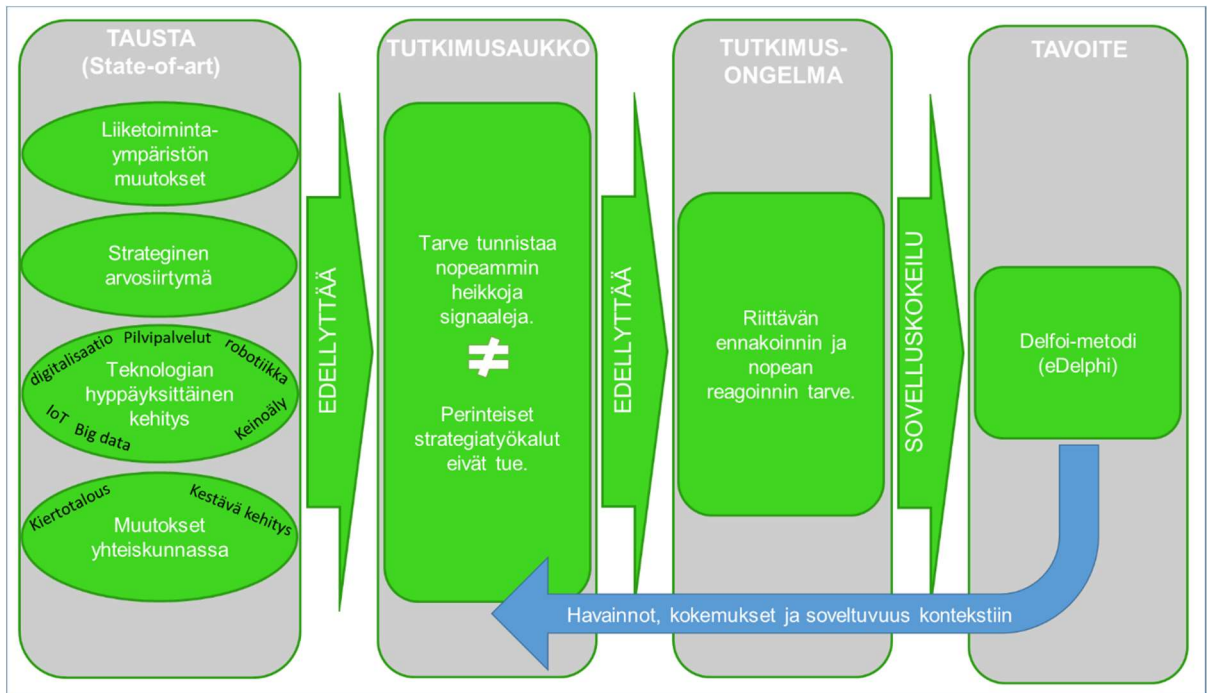 TAUSTA
(State-of-art)
Liiketoiminta-
ympäristön
muutokset
Strateginen
arvosiirtymä
digitalisaatio
Pilvipalvelut
robotiikka
Teknologian
hyppäyksittäinen
kehitys
IoT
Big data
Keinoäly
Kiertotalous
Kestävä kehitys
Muutokset
yhteiskunnassa
EDELLYTTÄÄ
TUTKIMUSAUKKO
Tarve tunnistaa
nopeammin
heikkoja
signaaleja.
≠
Perinteiset
strategiatyökalut
eivät tue.
EDELLYTTÄÄ
TUTKIMUS-
ONGELMA
Riittävän
ennakoinnin ja
nopean
reagoinnin tarve.
SOVELLUSKOKEILU
TAVOITE
Delfoi-metodi
(eDelphi)
Havainnot, kokemukset ja soveltuvuus kontekstiin